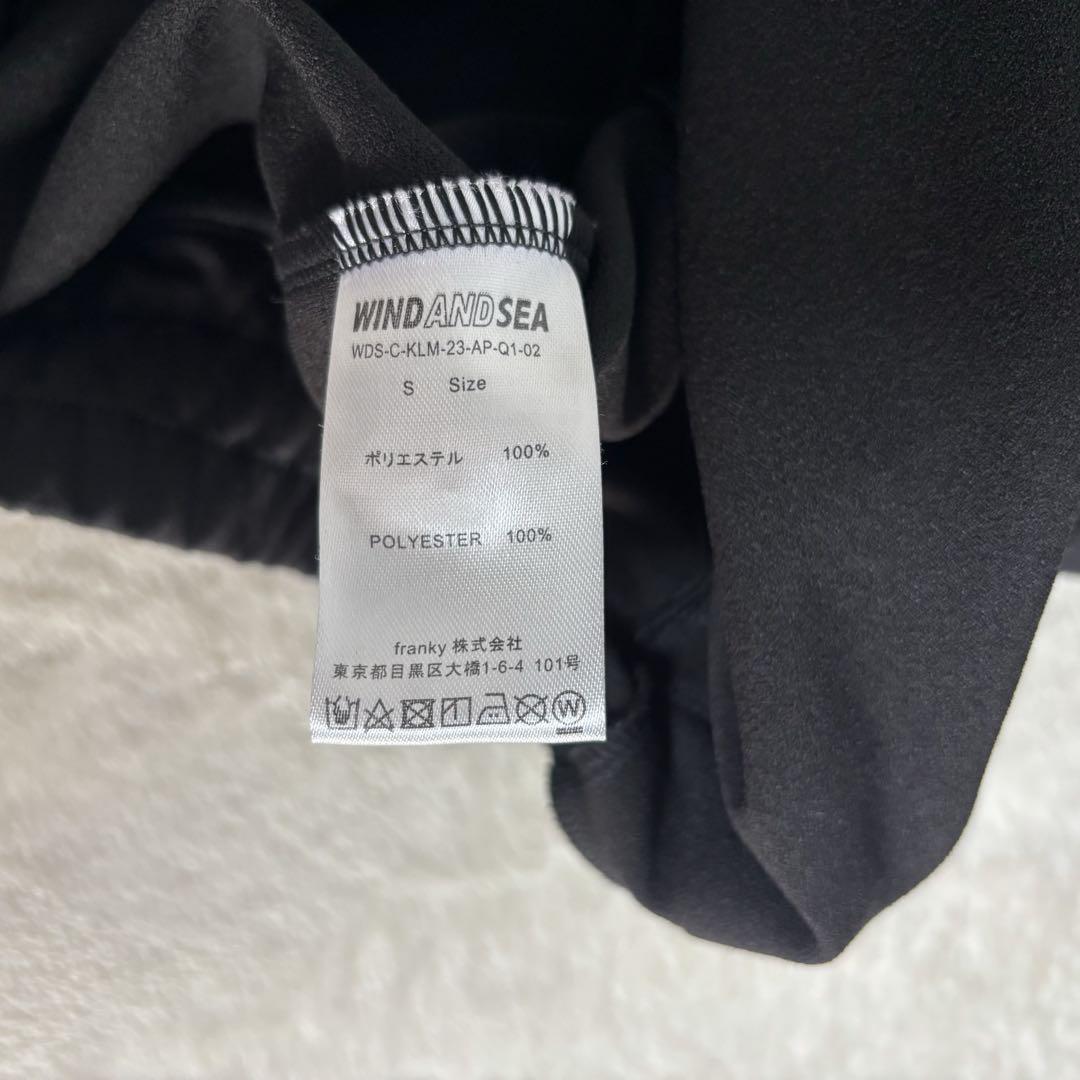 WINDANDSEA
WDS-C-KLM-23-AP-Q1-02
S Size
ポリエステル 100%
POLYESTER 100%
franky 株式会社
東京都目黒区大橋1-6-4 101号
W